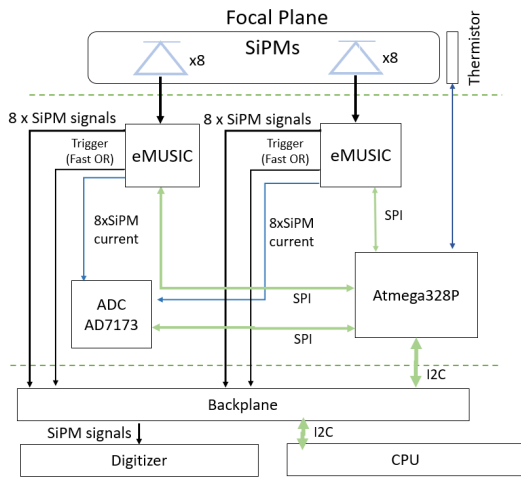 Focal Plane
SiPMs
x8
x8
Thermistor
8 x SiPM signals
8 x SiPM signals
Trigger
(Fast OR)
eMUSIC
Trigger
(Fast OR)
eMUSIC
8xSiPM
current
8xSiPM
current
SPI
ADC
AD7173
SPI
Atmega328P
SPI
I2C
Backplane
SiPM signals
I2C
Digitizer
CPU